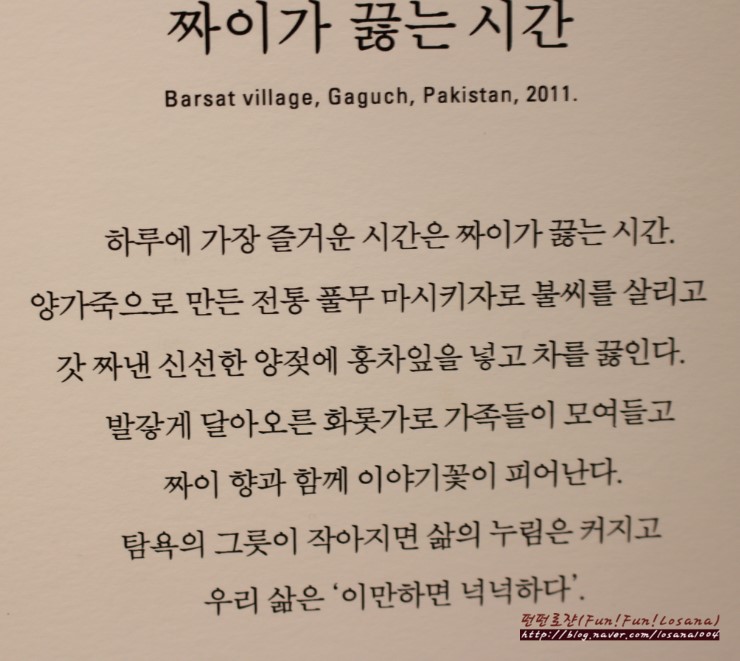 짜이가 끓는 시간
Barsat village, Gaguch, Pakistan, 2011.
하루에 가장 즐거운 시간은 짜이가 끓는 시간.
양가죽으로 만든 전통 풀무 마시키자로 불씨를 살리고
갓 짜낸 신선한 양젖에 홍차잎을 넣고 차를 끓인다.
발갛게 달아오른 화롯가로 가족들이 모여들고
짜이 향과 함께 이야기꽃이 피어난다.
탐욕의 그릇이 작아지면 삶의 누림은 커지고
우리 삶은 ‘이만하면 넉넉하다’.
펀펀로쟌(Fun!Fun!Losana)
http://blog.naver.com/losana1004